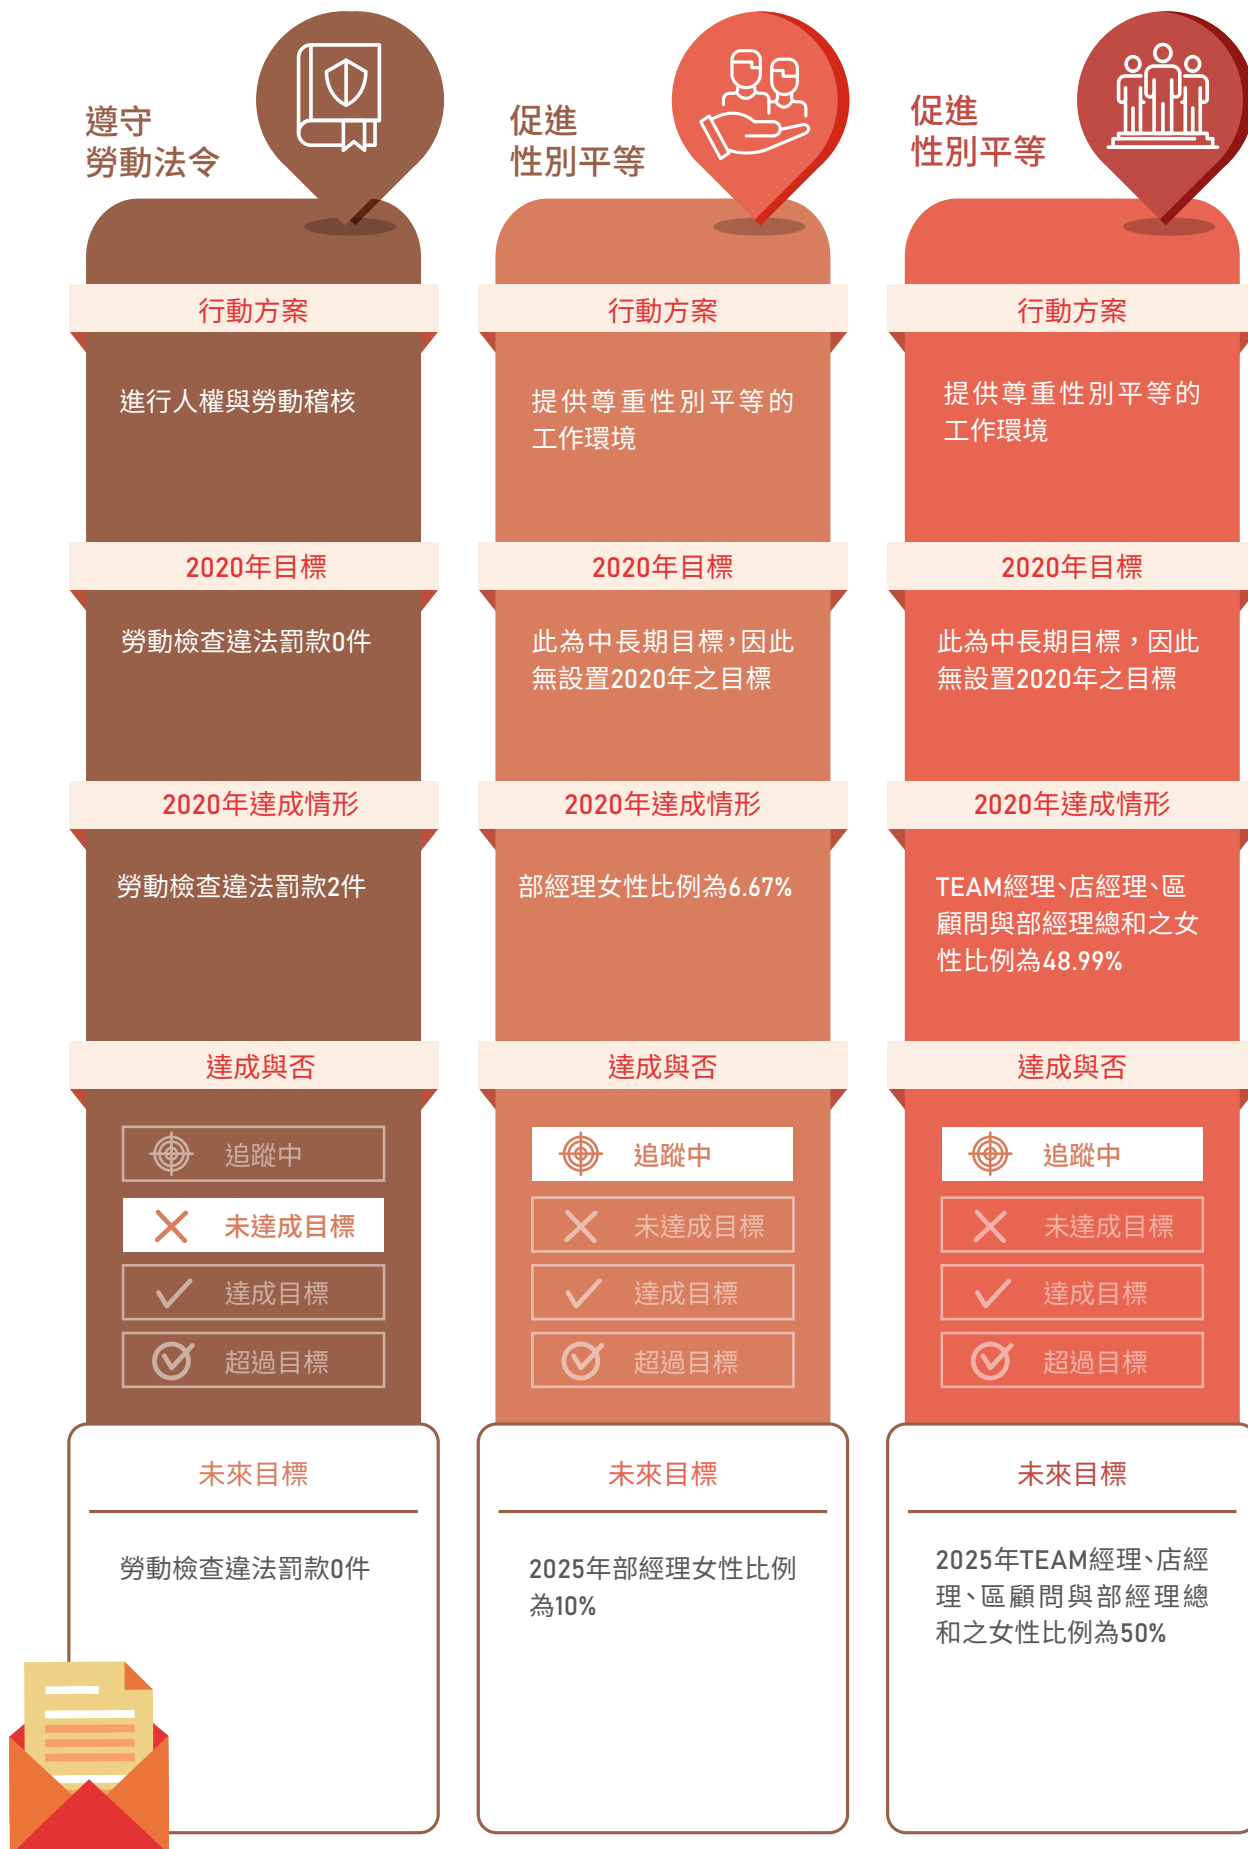 遵守
勞動法令
行動方案
進行人權與勞動稽核
2020年目標
勞動檢查違法罰款0件
2020年達成情形
勞動檢查違法罰款2件
達成與否
追蹤中
未達成目標
達成目標
超過目標
未來目標
勞動檢查違法罰款0件
促進
性別平等
行動方案
提供尊重性別平等的
工作環境
2020年目標
此為中長期目標，因此
無設置2020年之目標
2020年達成情形
部經理女性比例為6.67%
達成與否
追蹤中
未達成目標
達成目標
超過目標
未來目標
2025年部經理女性比例
為10%
促進
性別平等
行動方案
提供尊重性別平等的
工作環境
2020年目標
此為中長期目標，因此
無設置2020年之目標
2020年達成情形
TEAM經理、店經理、區
顧問與部經理總和之女
性比例為48.99%
達成與否
追蹤中
未達成目標
達成目標
超過目標
未來目標
2025年TEAM經理、店經
理、區顧問與部經理總
和之女性比例為50%